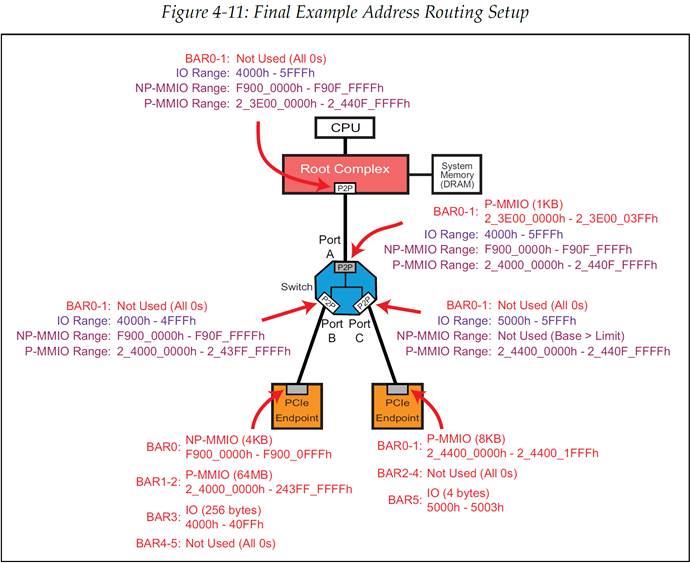 Figure 4-11: Final Example Address Routing Setup
BAR0-1: Not Used (All 0s)
IO Range: 4000h - 5FFFh
NP-MMIO Range: F900_0000h - F90F_FFFFh
P-MMIO Range: 2_3E00_0000h - 2_440F_FFFFh
CPU
Root Complex
P2P
System
Memory
(DRAM)
BAR0-1: P-MMIO (1KB)
2_3E00_0000h - 2_3E00_03FFh
IO Range: 4000h - 5FFFh
NP-MMIO Range: F900_0000h - F90F_FFFFh
P-MMIO Range: 2_4000_0000h - 2_440F_FFFFh
Port
A
P2P
Switch
P2P
P2P
Port
B
Port
C
BAR0-1: Not Used (All 0s)
IO Range: 4000h - 4FFFh
NP-MMIO Range: F900_0000h - F90F_FFFFh
P-MMIO Range: 2_4000_0000h - 2_43FF_FFFFh
BAR0-1: Not Used (All 0s)
IO Range: 5000h - 5FFFh
NP-MMIO Range: Not Used (Base > Limit)
P-MMIO Range: 2_4400_0000h - 2_440F_FFFFh
PCIe
Endpoint
PCIe
Endpoint
BAR0: NP-MMIO (4KB)
F900_0000h - F900_0FFFh
BAR1-2: P-MMIO (64MB)
2_4000_0000h - 243FF_FFFFh
BAR3: IO (256 bytes)
4000h - 40FFh
BAR4-5: Not Used (All 0s)
BAR0-1: P-MMIO (8KB)
2_4400_0000h - 2_4400_1FFFh
BAR2-4: Not Used (All 0s)
BAR5: IO (4 bytes)
5000h - 5003h